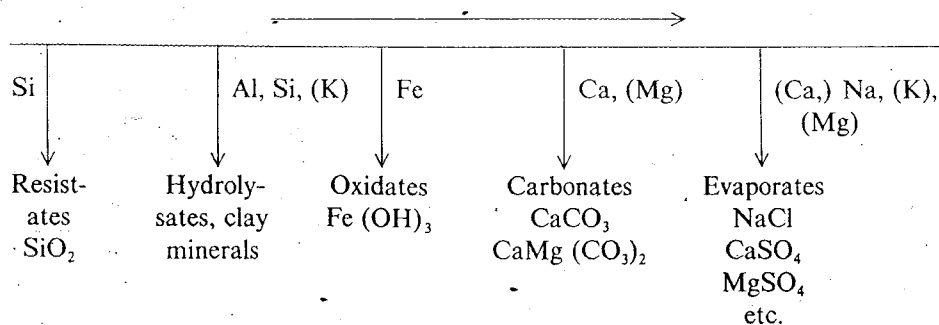 Si
Al, Si, (K)
Fe
Ca, (Mg)
(Ca,) Na, (K),
(Mg)
Resist-
ates
SiO₂
Hydroly-
sates, clay
minerals
Oxidates
Fe (OH)₃
Carbonates
CaCO₃
CaMg (CO₃)₂
Evaporates
NaCl
CaSO₄
MgSO₄
etc.